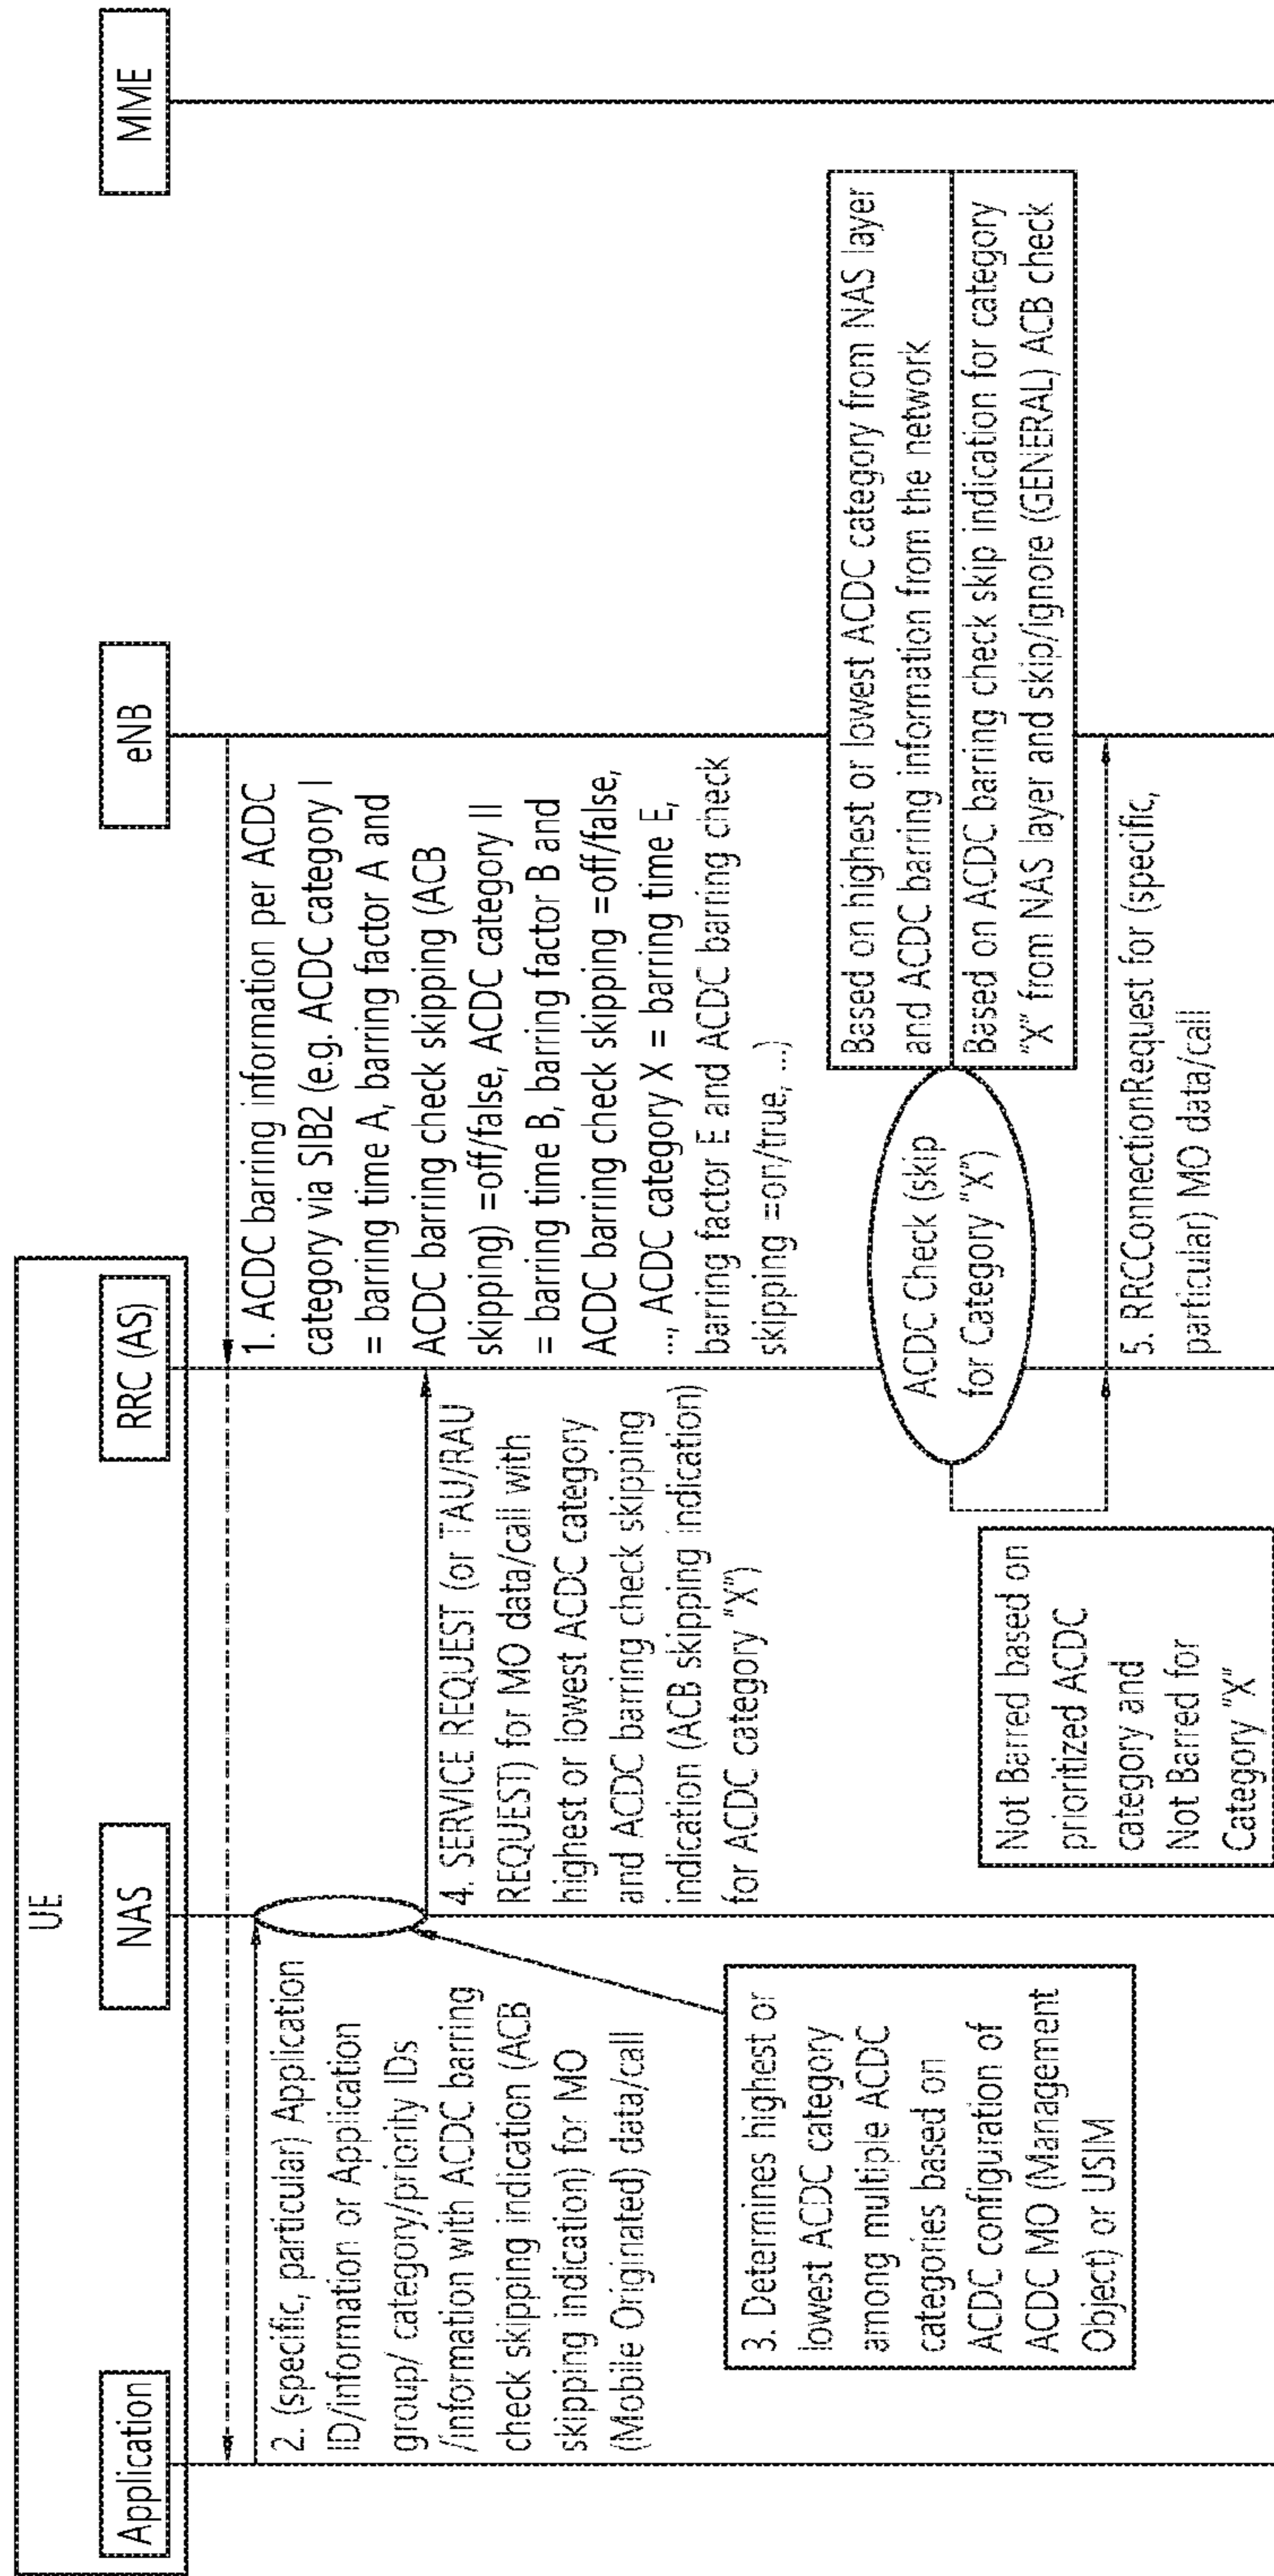 UE
Application
NAS
RRC (AS)
eNB
MME
1. ACDC barring information per ACDC
category via SIB2 (e.g. ACDC category I
= barring time A, barring factor A and
ACDC barring check skipping (ACB
skipping) =off/false, ACDC category II
= barring time B, barring factor B and
ACDC barring check skipping =off/false,
..., ACDC category X = barring time E,
barring factor E and ACDC barring check
skipping =on/true, ...)
2. (specific, particular) Application
ID/information or Application
group/ category/priority IDs
/information with ACDC barring
check skipping indication (ACB
skipping indication) for MO
(Mobile Originated) data/call
3. Determines highest or
lowest ACDC category
among multiple ACDC
categories based on
ACDC configuration of
ACDC MO (Management
Object) or USIM
4. SERVICE REQUEST (or TAU/RAU
REQUEST) for MO data/call with
highest or lowest ACDC category
and ACDC barring check skipping
indication (ACB skipping indication)
for ACDC category "X")
ACDC Check (skip
for Category "X")
Based on highest or lowest ACDC category from NAS layer
and ACDC barring information from the network
Based on ACDC barring check skip indication for category
"X" from NAS layer and skip/ignore (GENERAL) ACB check
Not Barred based on
prioritized ACDC
category and
Not Barred for
Category "X"
5. RRCConnectionRequest for (specific,
particular) MO data/call